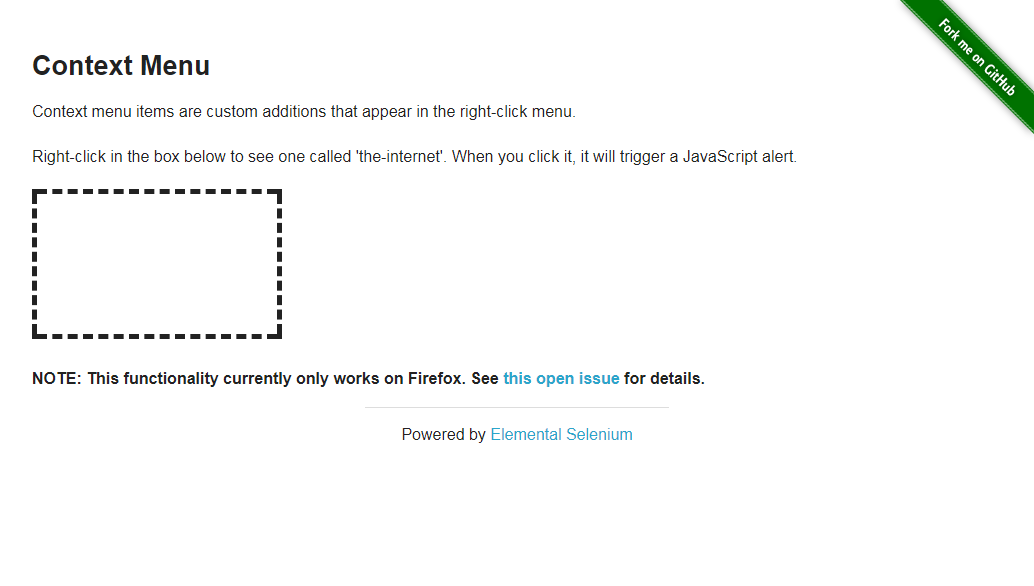 Fork me on GitHub
Context Menu
Context menu items are custom additions that appear in the right-click menu.
Right-click in the box below to see one called 'the-internet'. When you click it, it will trigger a JavaScript alert.
NOTE: This functionality currently only works on Firefox. See this open issue for details.
Powered by Elemental Selenium